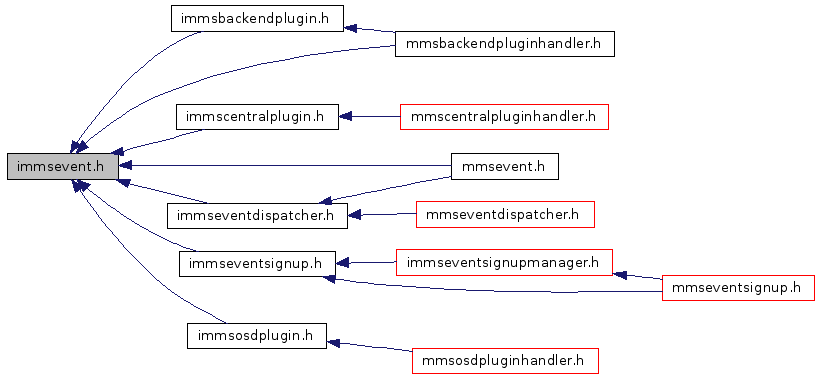 immsbackendplugin.h
mmsbackendpluginhandler.h
immscentralplugin.h
mmscentralpluginhandler.h
immsevent.h
mmsevent.h
immseventdispatcher.h
mmseventdispatcher.h
immseventsignup.h
immseventsignupmanager.h
mmseventsignup.h
immsosdplugin.h
mmsosdpluginhandler.h